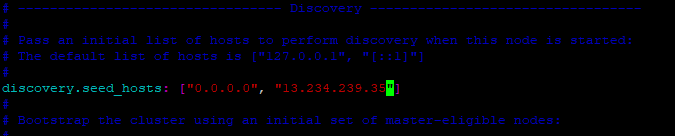 # ---------------------------------- Discovery -----------------------------------
#
# Pass an initial list of hosts to perform discovery when this node is started:
# The default list of hosts is ["127.0.0.1", "[::1]"]
#
discovery.seed_hosts: ["0.0.0.0", "13.234.239.35"]
#
# Bootstrap the cluster using an initial set of master-eligible nodes:
#